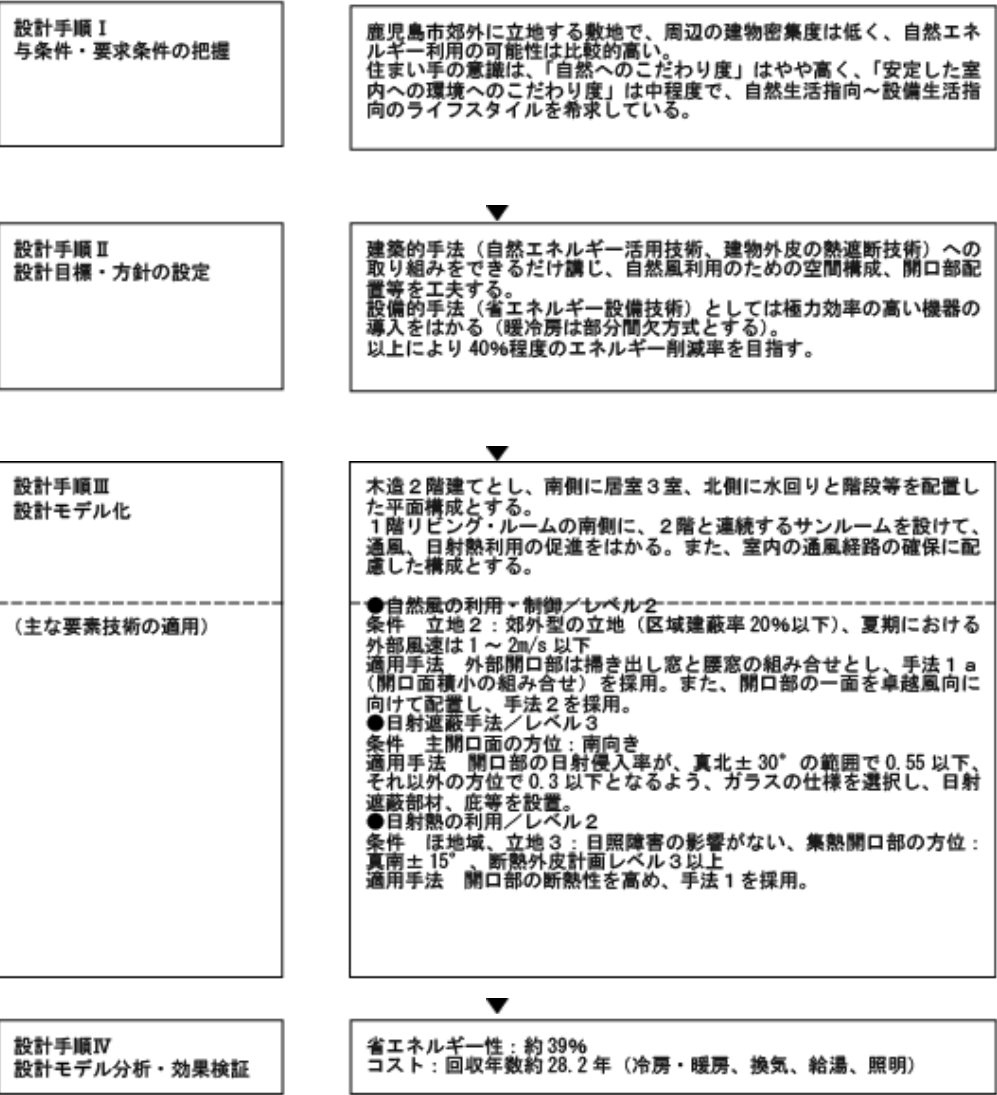 設計手順Ⅰ
与条件・要求条件の把握
鹿児島市郊外に立地する敷地で、周辺の建物密集度は低く、自然エネ
ルギー利用の可能性は比較的高い。
住まい手の意識は、「自然へのこだわり度」はやや高く、「安定した室
内への環境へのこだわり度」は中程度で、自然生活指向～設備生活指
向のライフスタイルを希求している。
▼
設計手順Ⅱ
設計目標・方針の設定
建築的手法（自然エネルギー活用技術、建物外皮の熱遮断技術）への
取り組みをできるだけ講じ、自然風利用のための空間構成、開口部配
置等を工夫する。
設備的手法（省エネルギー設備技術）としては極力効率の高い機器の
導入をはかる（暖冷房は部分間欠方式とする）。
以上により 40%程度のエネルギー削減率を目指す。
▼
設計手順Ⅲ
設計モデル化
木造２階建てとし、南側に居室３室、北側に水回りと階段等を配置し
た平面構成とする。
１階リビング・ルームの南側に、２階と連続するサンルームを設けて、
通風、日射熱利用の促進をはかる。また、室内の通風経路の確保に配
慮した構成とする。
（主な要素技術の適用）
●自然風の利用・制御／レベル２
条件　立地２：郊外型の立地（区域建蔽率 20%以下）、夏期における
外部風速は１～ 2m/s 以下
適用手法　外部開口部は掃き出し窓と腰窓の組み合せとし、手法１ａ
（開口面積小の組み合せ）を採用。また、開口部の一面を卓越風向に
向けて配置し、手法２を採用。
●日射遮蔽手法／レベル３
条件　主開口面の方位：南向き
適用手法　開口部の日射侵入率が、真北± 30°の範囲で 0.55 以下、
それ以外の方位で 0.3 以下となるよう、ガラスの仕様を選択し、日射
遮蔽部材、庇等を設置。
●日射熱の利用／レベル２
条件　ほ地域、立地３：日照障害の影響がない、集熱開口部の方位：
真南± 15°、断熱外皮計画レベル３以上
適用手法　開口部の断熱性を高め、手法１を採用。
▼
設計手順Ⅳ
設計モデル分析・効果検証
省エネルギー性：約 39%
コスト：回収年数約 28.2 年（冷房・暖房、換気、給湯、照明）